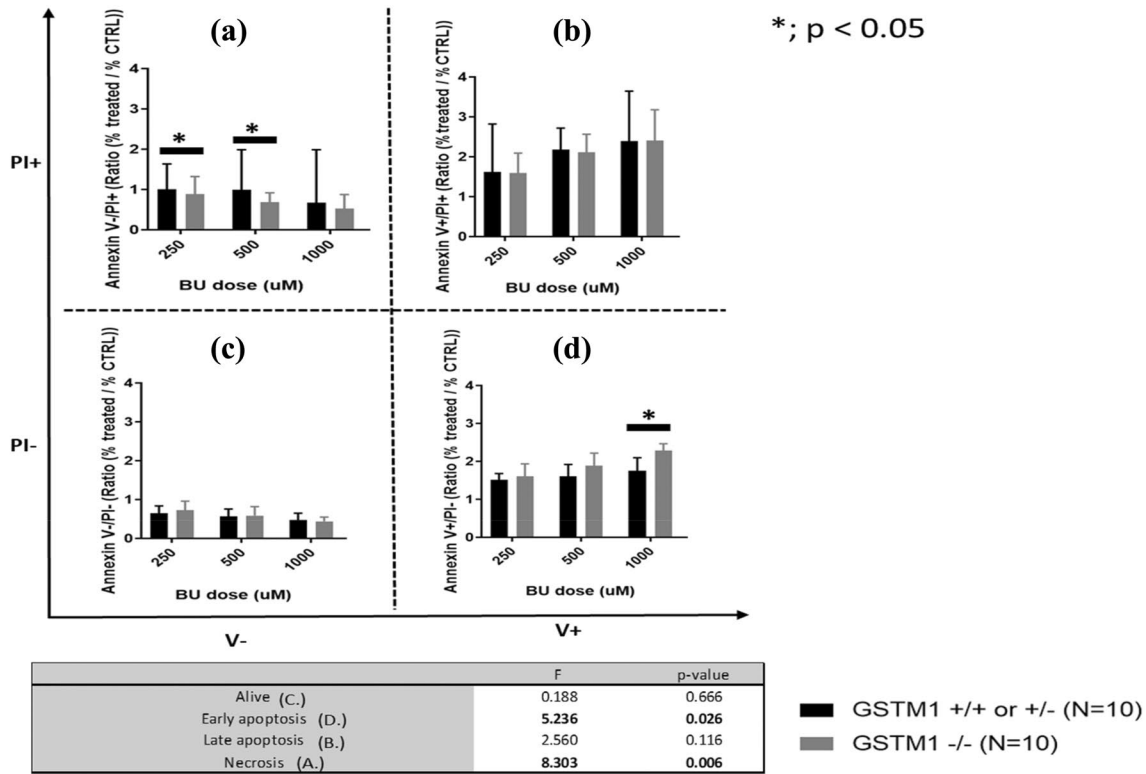 *; p < 0.05
PI+
(a)
Annexin V-/PI+ (Ratio (% treated / % CTRL))
4
3
2
1
0
*
*
250
500
1000
BU dose (uM)
(b)
Annexin V+/PI+ (Ratio (% treated / % CTRL))
4
3
2
1
0
250
500
1000
BU dose (uM)
PI-
(c)
Annexin V-/PI- (Ratio (% treated / % CTRL))
4
3
2
1
0
250
500
1000
BU dose (uM)
(d)
Annexin V+/PI- (Ratio (% treated / % CTRL))
4
3
2
1
0
*
250
500
1000
BU dose (uM)
V-
V+
F p-value
Alive (C.) 0.188 0.666
Early apoptosis (D.) 5.236 0.026
Late apoptosis (B.) 2.560 0.116
Necrosis (A.) 8.303 0.006
GSTM1 +/+ or +/- (N=10)
GSTM1 -/- (N=10)